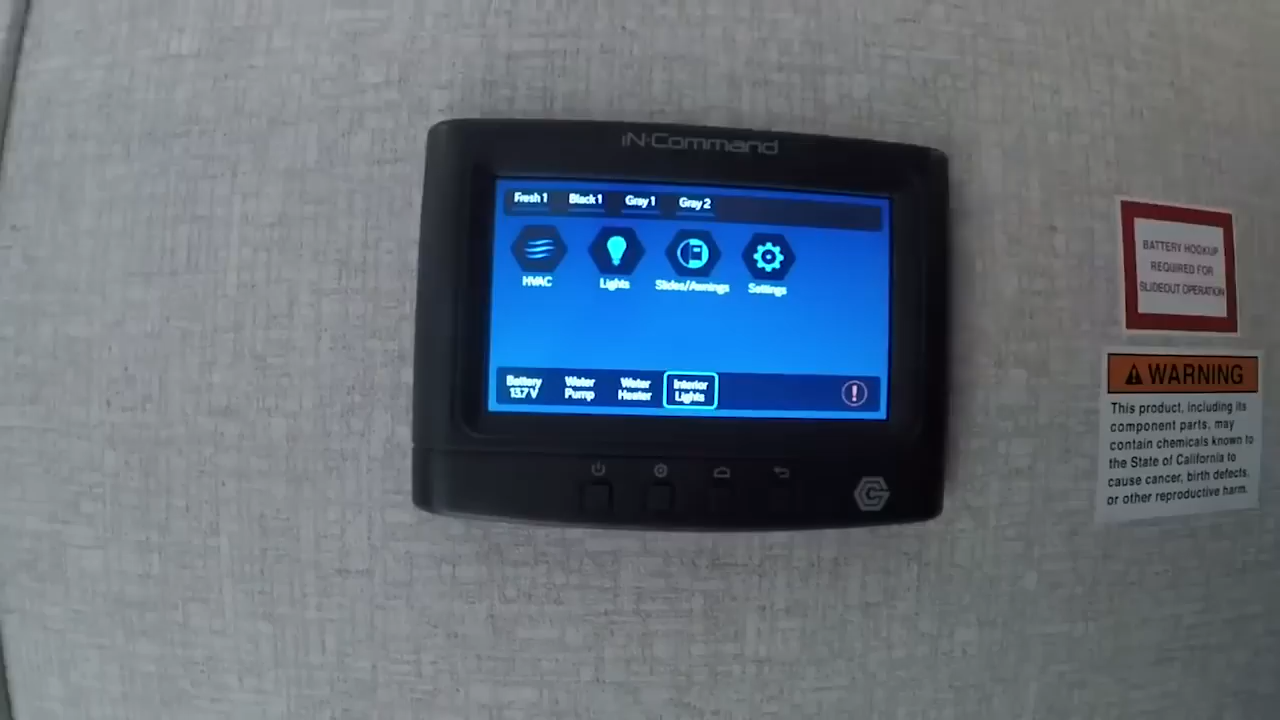 iN·Command
Fresh 1 Black 1 Gray 1 Gray 2
HVAC Lights Slides/Awnings Settings
Battery
13.7 V
Water
Pump
Water
Heater
Interior
Lights
BATTERY HOOKUP
REQUIRED FOR
SLIDEOUT OPERATION
WARNING
This product, including its
component parts, may
contain chemicals known to
the State of California to
cause cancer, birth defects,
or other reproductive harm.